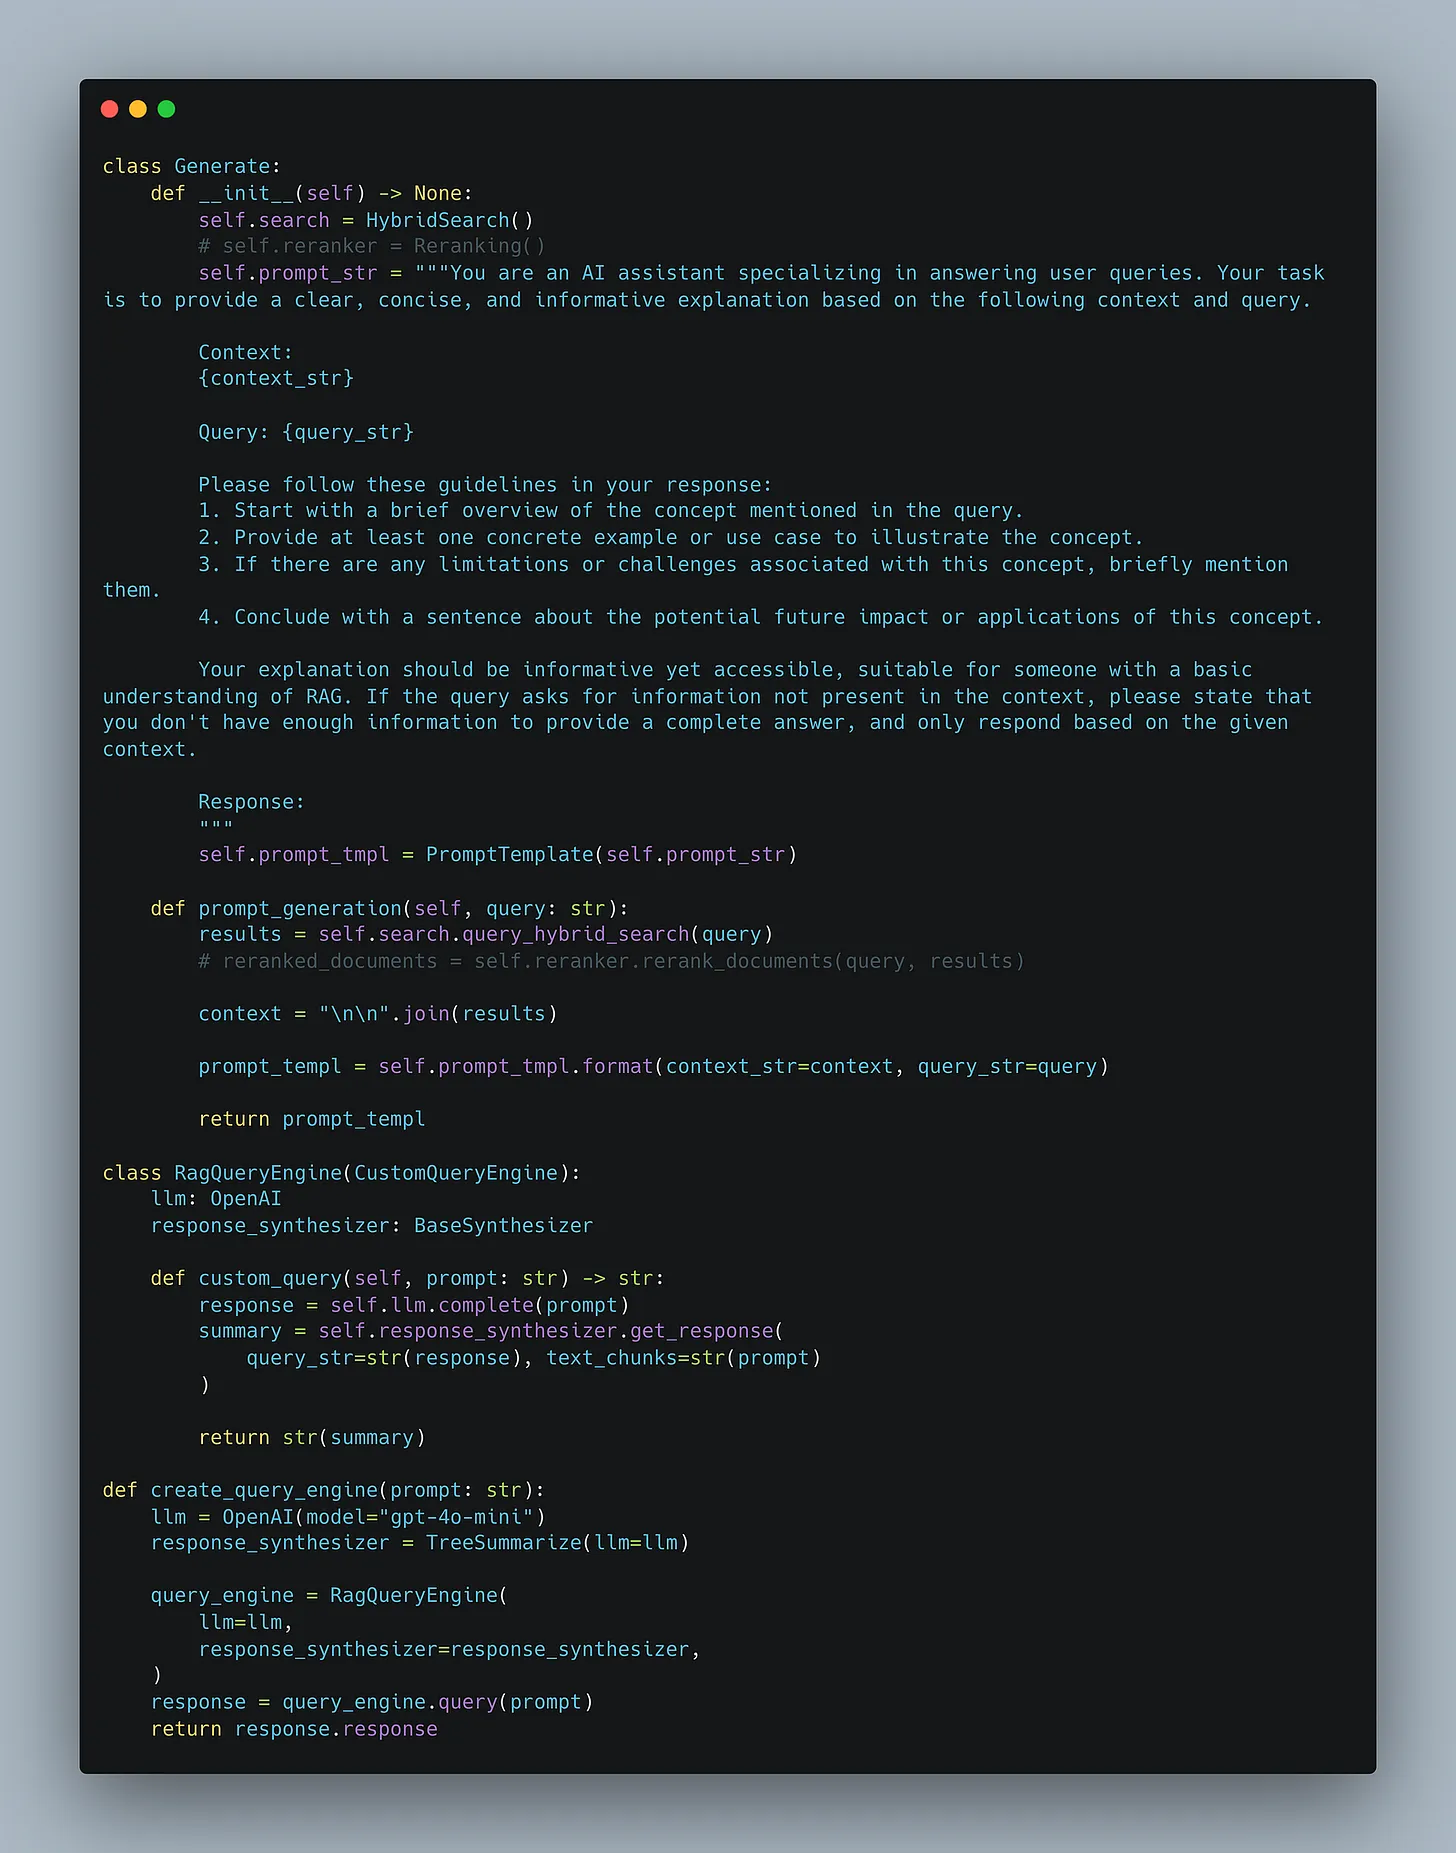 class Generate:
    def __init__(self) -> None:
        self.search = HybridSearch()
        # self.reranker = Reranking()
        self.prompt_str = """You are an AI assistant specializing in answering user queries. Your task
is to provide a clear, concise, and informative explanation based on the following context and query.

        Context:
        {context_str}

        Query: {query_str}

        Please follow these guidelines in your response:
        1. Start with a brief overview of the concept mentioned in the query.
        2. Provide at least one concrete example or use case to illustrate the concept.
        3. If there are any limitations or challenges associated with this concept, briefly mention
them.
        4. Conclude with a sentence about the potential future impact or applications of this concept.

        Your explanation should be informative yet accessible, suitable for someone with a basic
understanding of RAG. If the query asks for information not present in the context, please state that
you don't have enough information to provide a complete answer, and only respond based on the given
context.

        Response:
        """
        self.prompt_tmpl = PromptTemplate(self.prompt_str)

    def prompt_generation(self, query: str):
        results = self.search.query_hybrid_search(query)
        # reranked_documents = self.reranker.rerank_documents(query, results)

        context = "\n\n".join(results)

        prompt_templ = self.prompt_tmpl.format(context_str=context, query_str=query)

        return prompt_templ

class RagQueryEngine(CustomQueryEngine):
    llm: OpenAI
    response_synthesizer: BaseSynthesizer

    def custom_query(self, prompt: str) -> str:
        response = self.llm.complete(prompt)
        summary = self.response_synthesizer.get_response(
            query_str=str(response), text_chunks=str(prompt)
        )

        return str(summary)

def create_query_engine(prompt: str):
    llm = OpenAI(model="gpt-4o-mini")
    response_synthesizer = TreeSummarize(llm=llm)

    query_engine = RagQueryEngine(
        llm=llm,
        response_synthesizer=response_synthesizer,
    )
    response = query_engine.query(prompt)
    return response.response